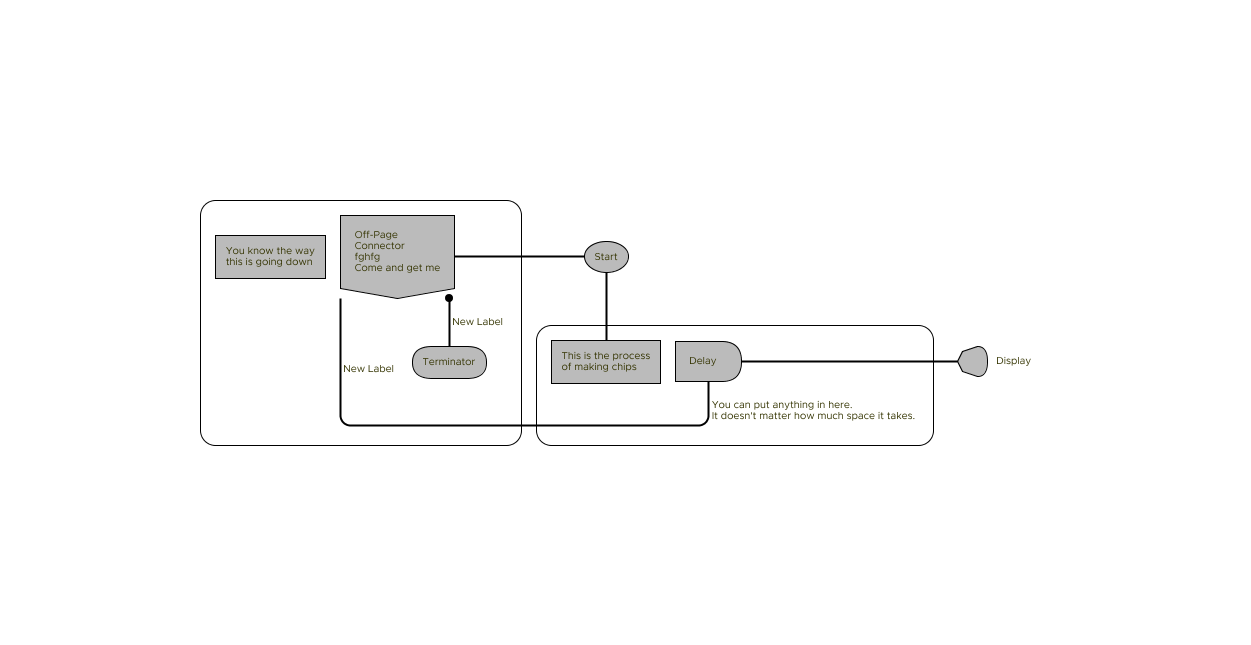 You know the way
this is going down
Off-Page
Connector
fghfg
Come and get me
Start
New Label
Terminator
New Label
This is the process
of making chips
Delay
Display
You can put anything in here.
It doesn't matter how much space it takes.